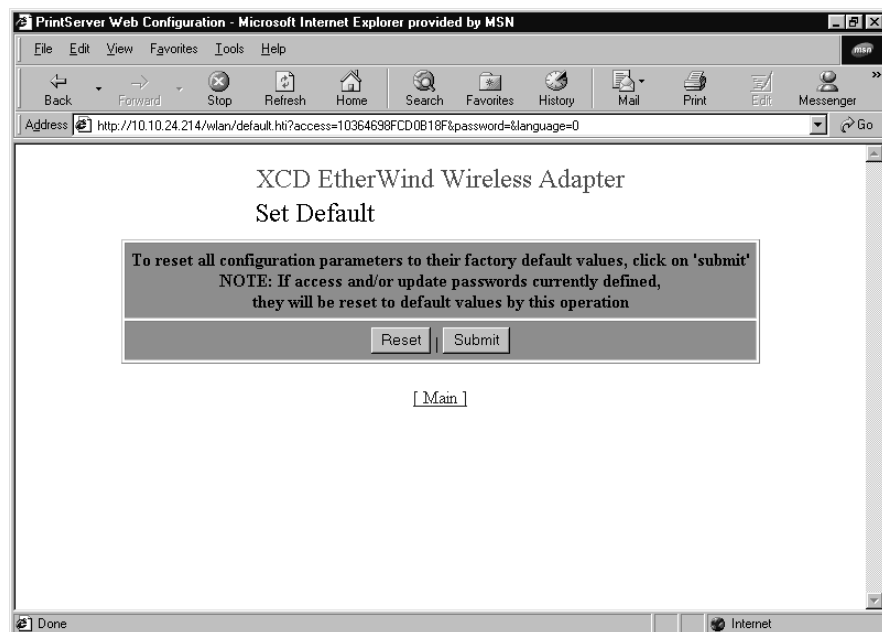 PrintServer Web Configuration - Microsoft Internet Explorer provided by MSN
File Edit View Favorites Tools Help
msn
Back Forward Stop Refresh Home Search Favorites History Mail Print Edit Messenger »
Address http://10.10.24.214/wlan/default.hti?access=10364698FCD0B18F&password=&language=0 Go
XCD EtherWind Wireless Adapter
Set Default
To reset all configuration parameters to their factory default values, click on 'submit'
NOTE: If access and/or update passwords currently defined,
they will be reset to default values by this operation
Reset | Submit
[ Main ]
Done Internet